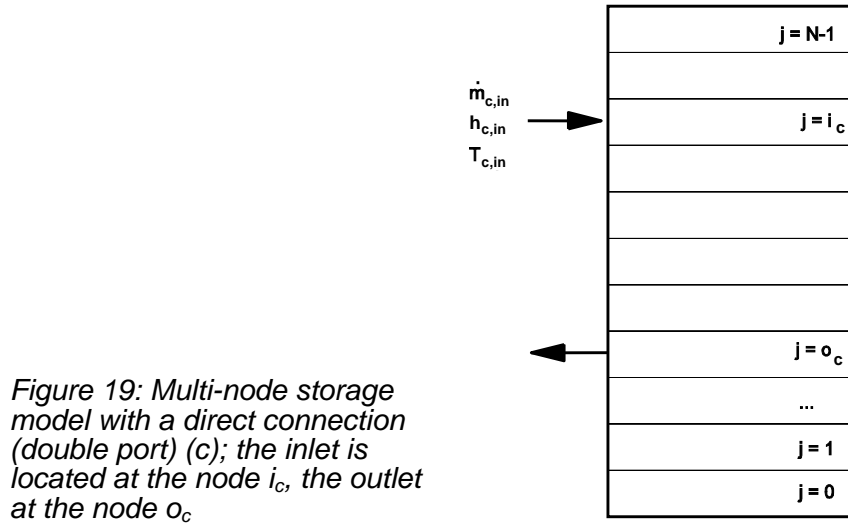 j = N-1
ṁc,in
hc,in
Tc,in
j = ic
j = oc
...
j = 1
j = 0
Figure 19: Multi-node storage
model with a direct connection
(double port) (c); the inlet is
located at the node ic, the outlet
at the node oc